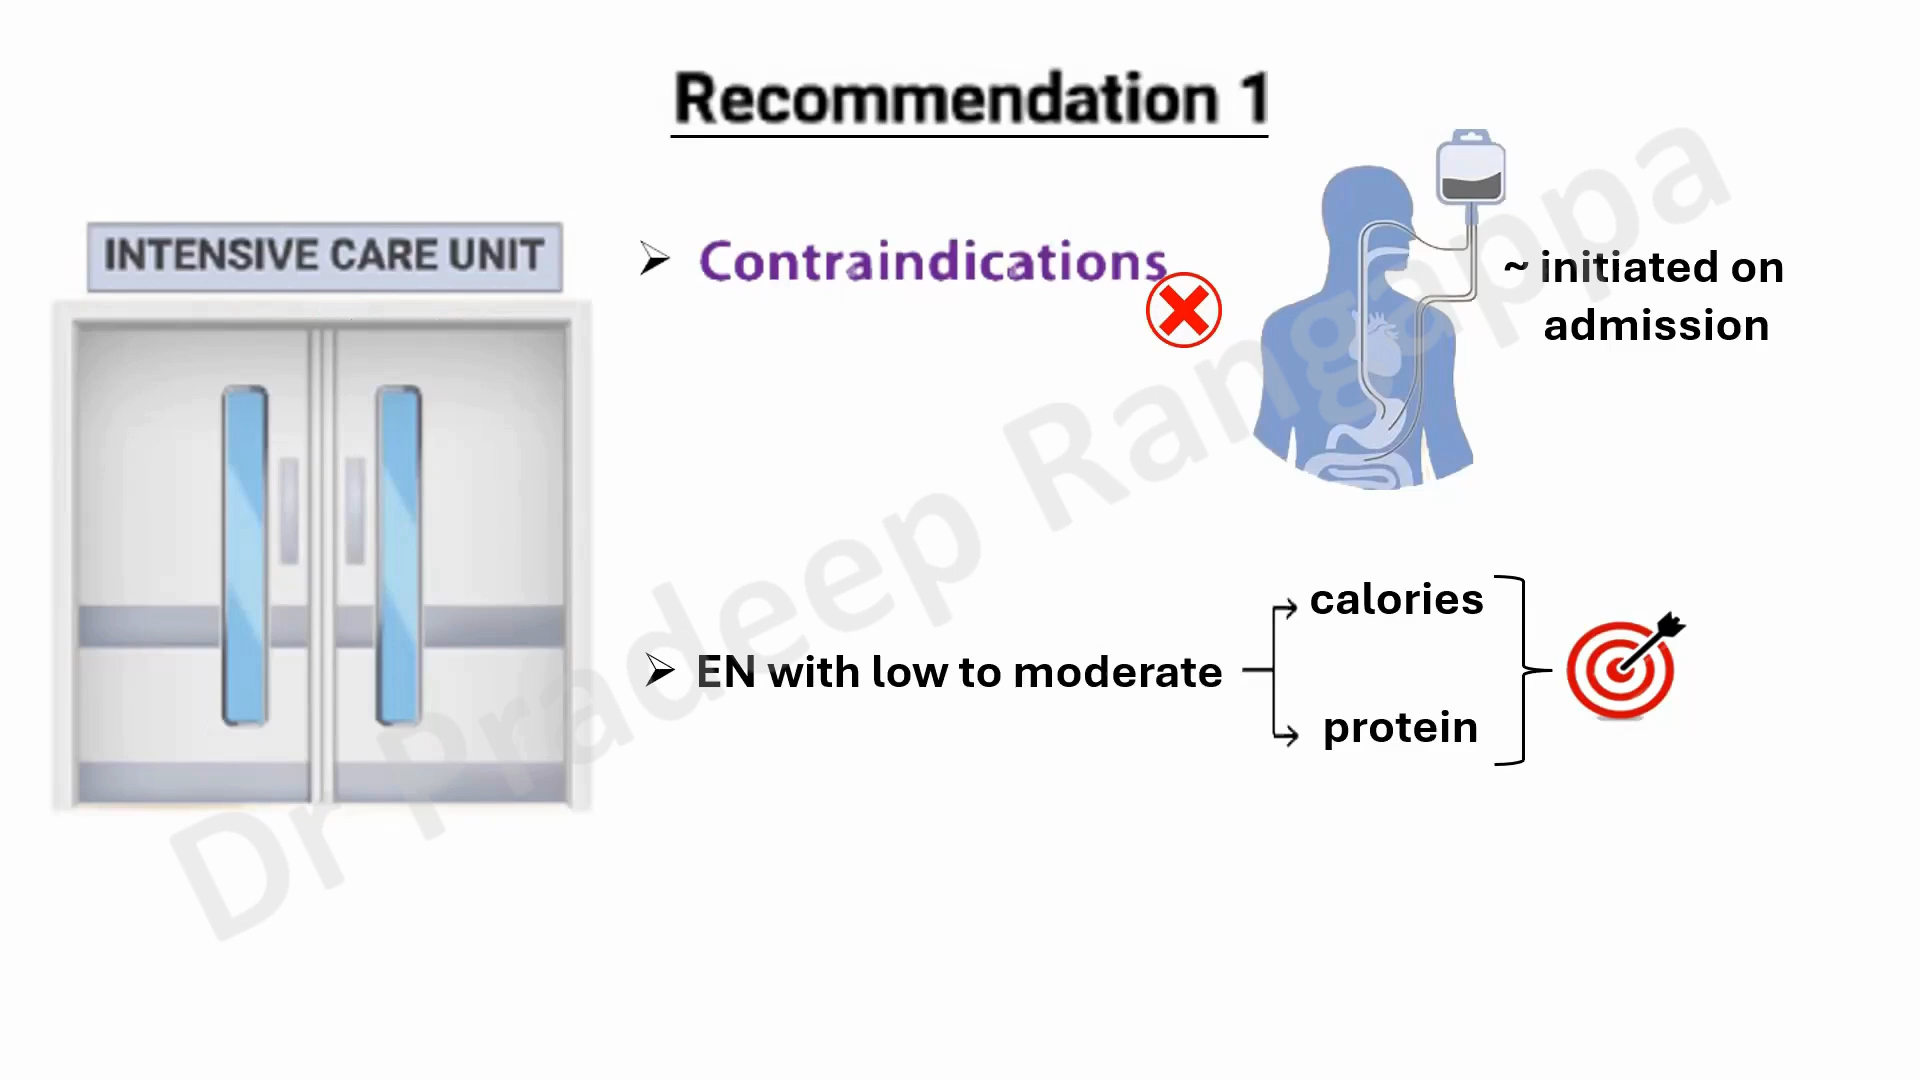 Recommendation 1
INTENSIVE CARE UNIT
➢ Contraindications
~ initiated on
admission
➢ EN with low to moderate
calories
protein
Dr Pradeep Rangappa